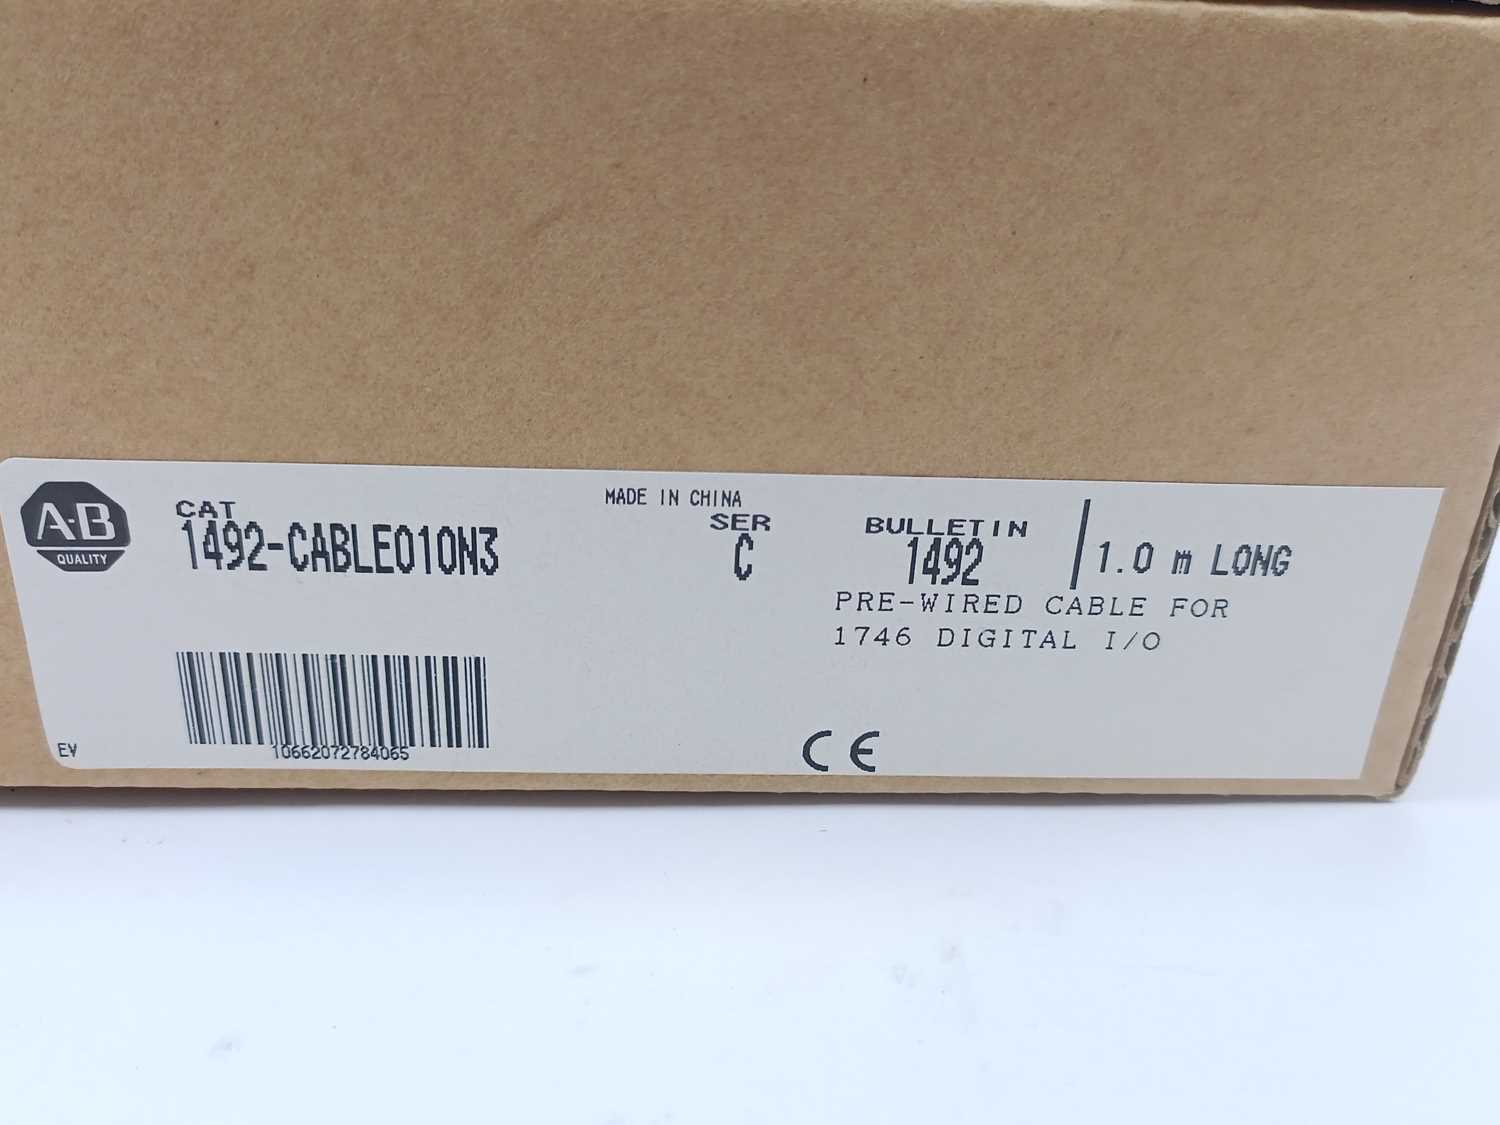 A·B
QUALITY
CAT
1492-CABLE010N3
MADE IN CHINA
SER
C
BULLETIN
1492
1.0 m LONG
PRE-WIRED CABLE FOR
1746 DIGITAL I/O
10662072784065
CE